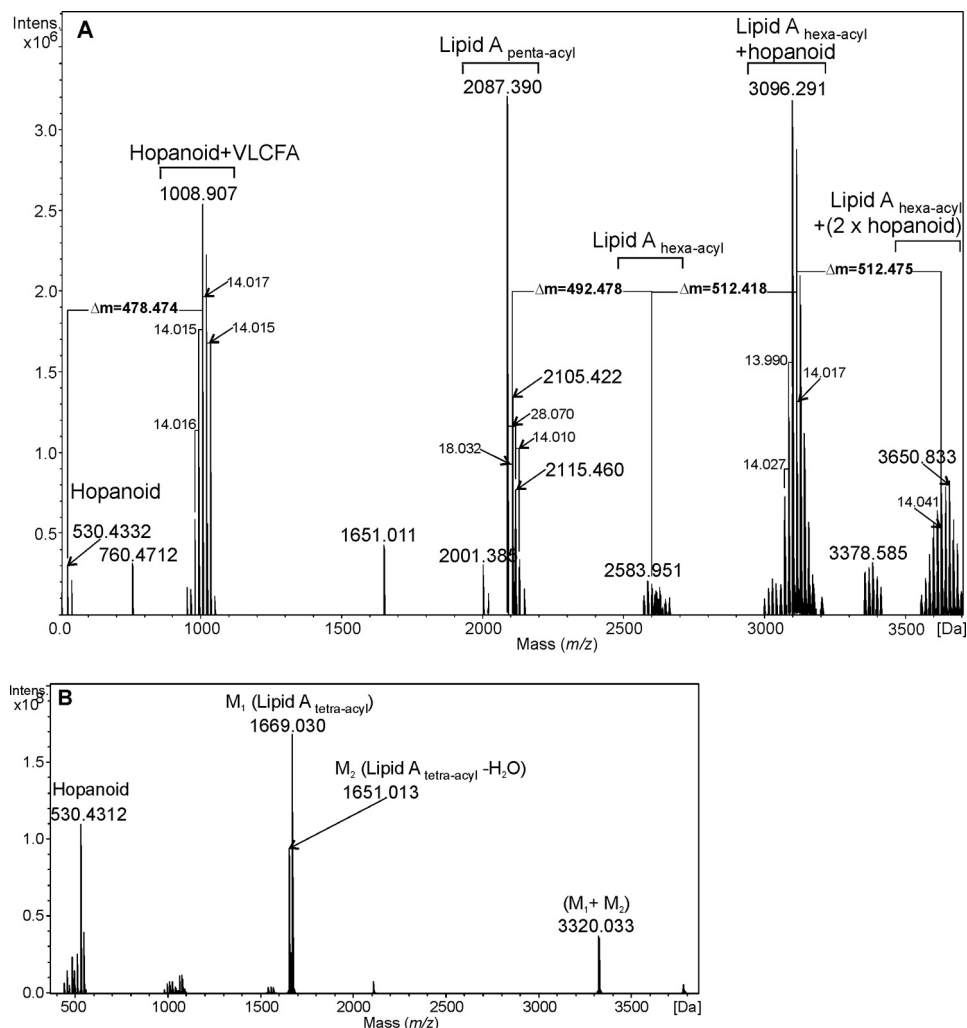 Intens.
x10⁶
A
Lipid A penta-acyl
2087.390
Lipid A hexa-acyl
+hopanoid
3096.291
3.0
Hopanoid+VLCFA
1008.907
2.5
Lipid A hexa-acyl
+(2 x hopanoid)
Lipid A hexa-acyl
14.017
Δm=512.475
2.0
Δm=478.474
Δm=492.478
Δm=512.418
14.015
14.015
13.990
14.017
1.5
2105.422
28.070
14.016
14.010
18.032
1.0
2115.460
14.027
3650.833
Hopanoid
14.041
530.4332
0.5
760.4712
1651.011
2001.385
2583.951
3378.585
0.0
1000
1500
2000
2500
3000
3500
[Da]
Mass (m/z)
Intens.
x10⁸
B
M₁ (Lipid A tetra-acyl)
1669.030
1.5
M₂ (Lipid A tetra-acyl -H₂O)
1651.013
Hopanoid
530.4312
1.0
(M₁+ M₂)
3320.033
0.5
0.0
500
1000
1500
2000
2500
3000
3500
[Da]
Mass (m/z)